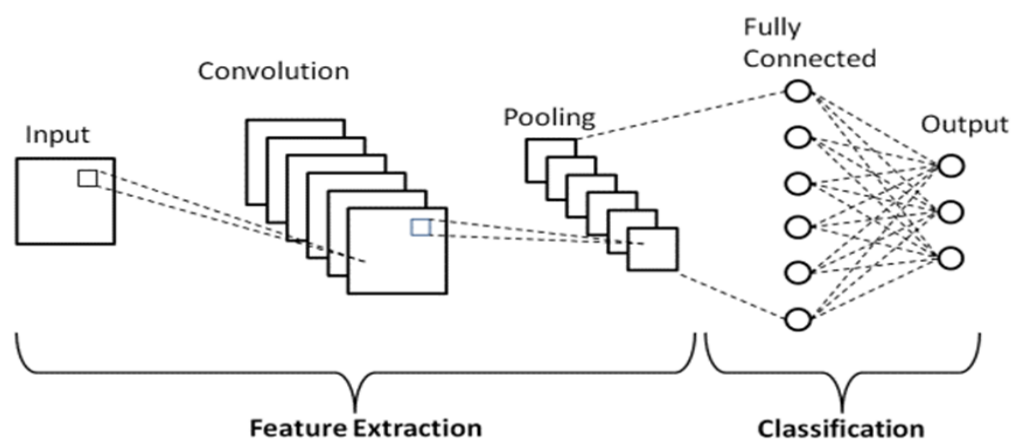 Input
Convolution
Pooling
Fully
Connected
Output
Feature Extraction
Classification